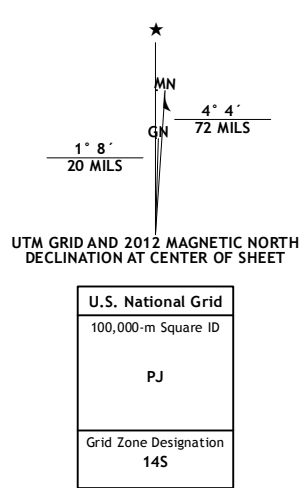 MN
GN
4° 4´
72 MILS
1° 8´
20 MILS
UTM GRID AND 2012 MAGNETIC NORTH
DECLINATION AT CENTER OF SHEET
U.S. National Grid
100,000-m Square ID
PJ
Grid Zone Designation
14S